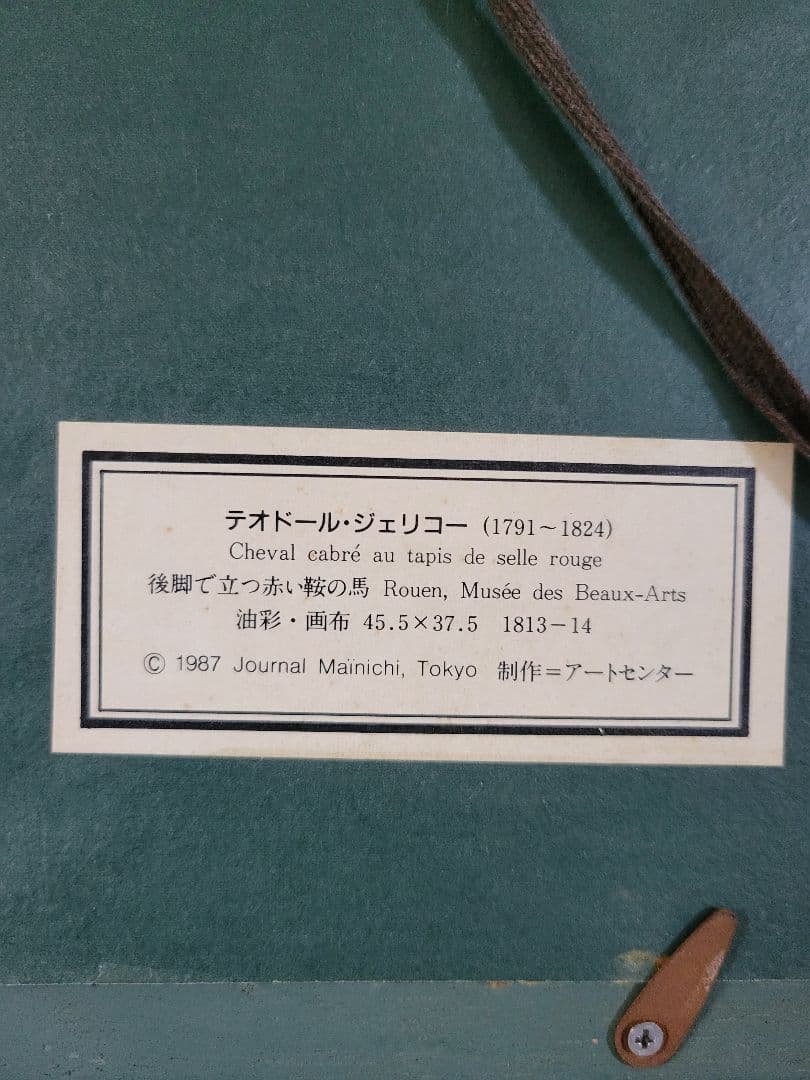 テオドール・ジェリコー (1791〜1824)
Cheval cabré au tapis de selle rouge
後脚で立つ赤い鞍の馬 Rouen, Musée des Beaux-Arts
油彩・画布 45.5×37.5 1813−14
© 1987 Journal Maïnichi, Tokyo 制作＝アートセンター